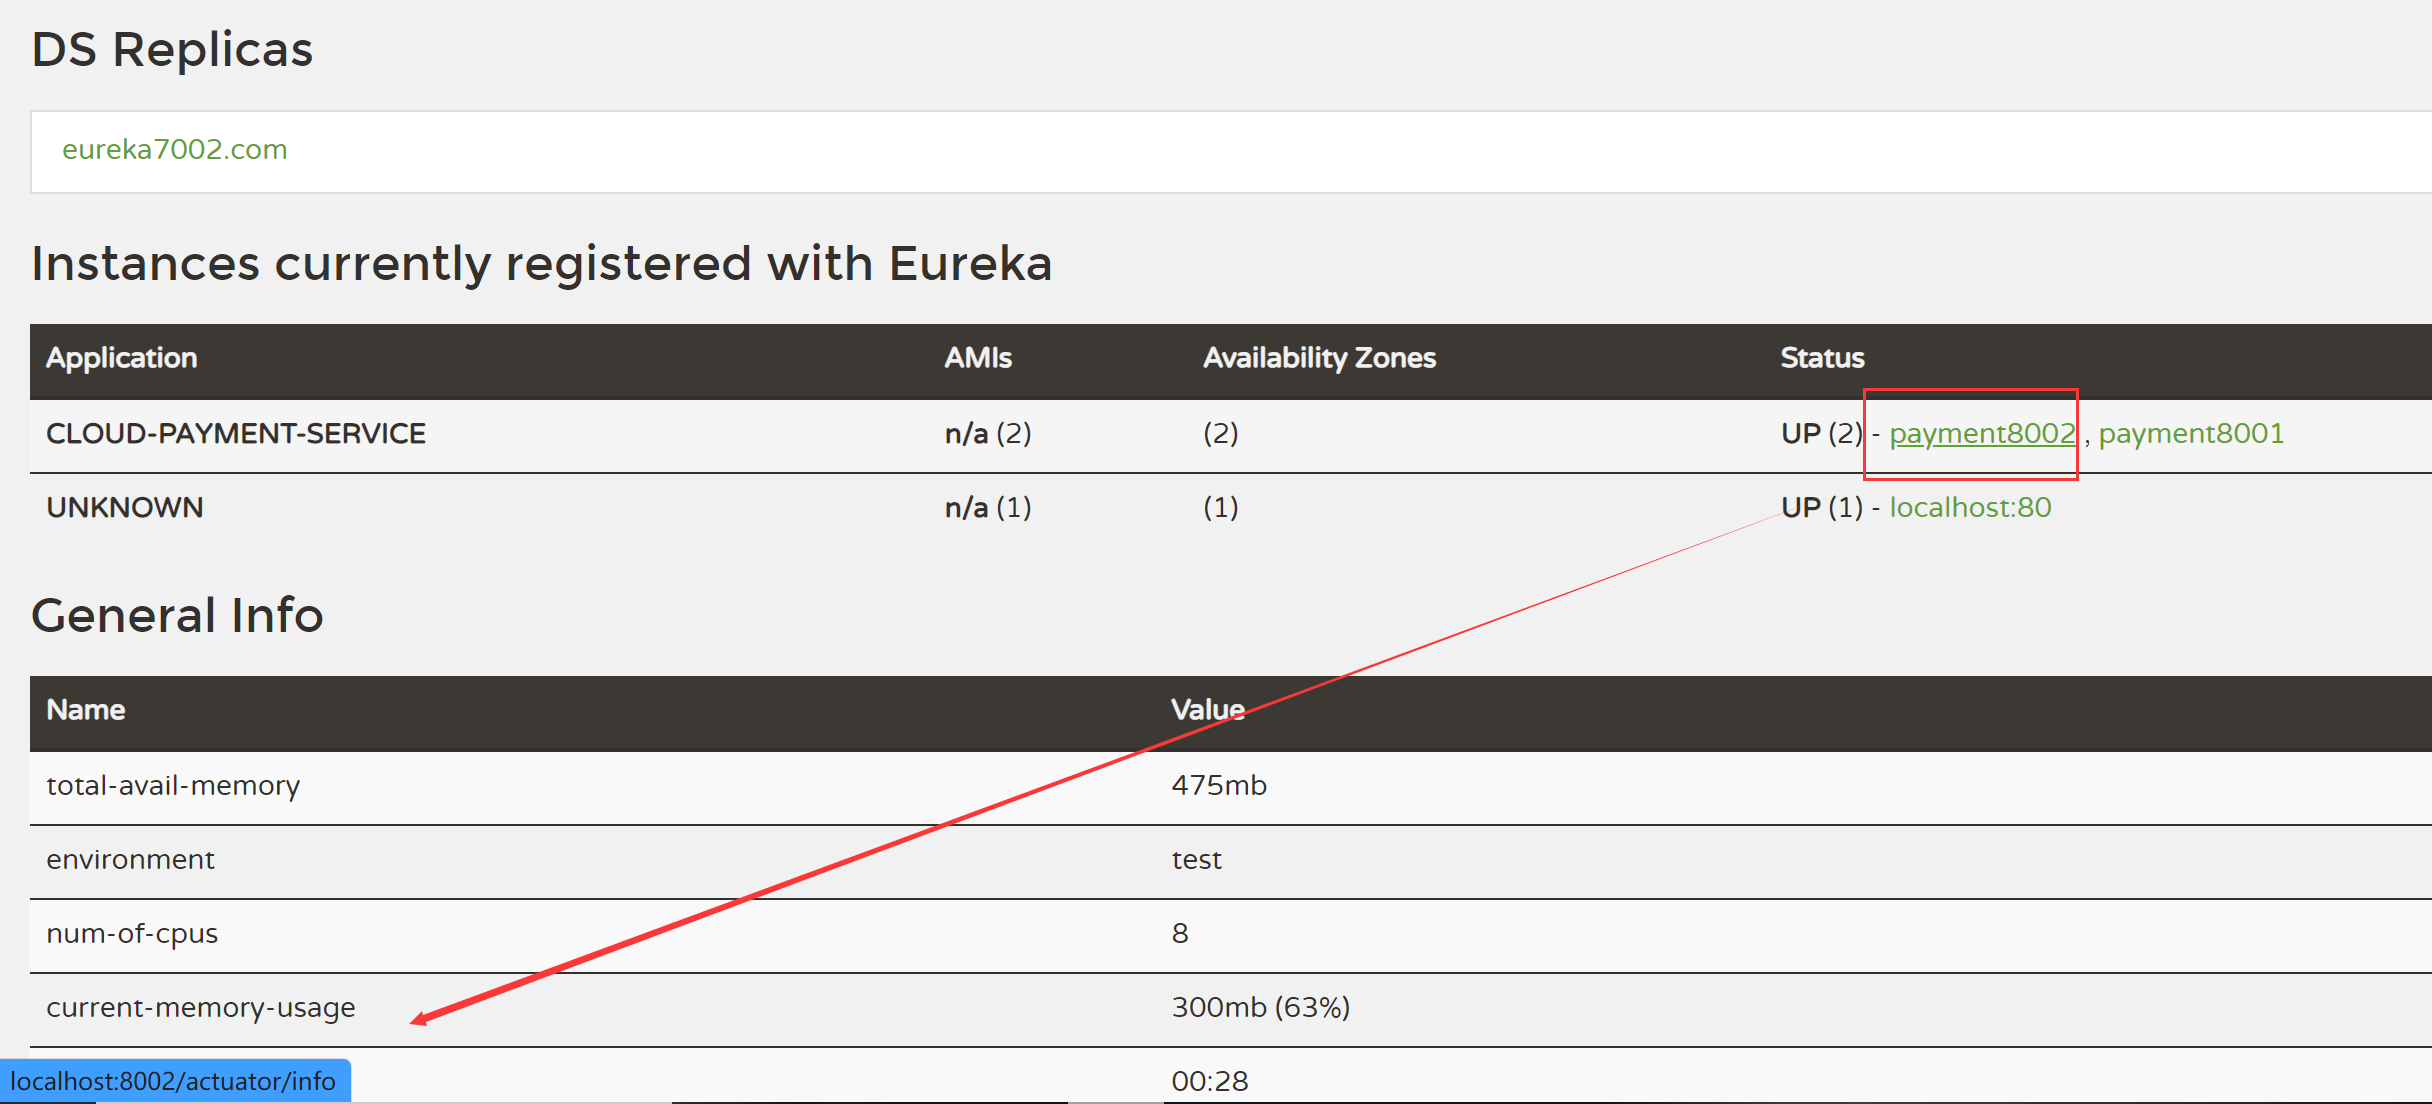 DS Replicas
eureka7002.com
Instances currently registered with Eureka
Application AMIs Availability Zones Status
CLOUD-PAYMENT-SERVICE n/a (2) (2) UP (2) - payment8002 , payment8001
UNKNOWN n/a (1) (1) UP (1) - localhost:80
General Info
Name Value
total-avail-memory 475mb
environment test
num-of-cpus 8
current-memory-usage 300mb (63%)
localhost:8002/actuator/info 00:28